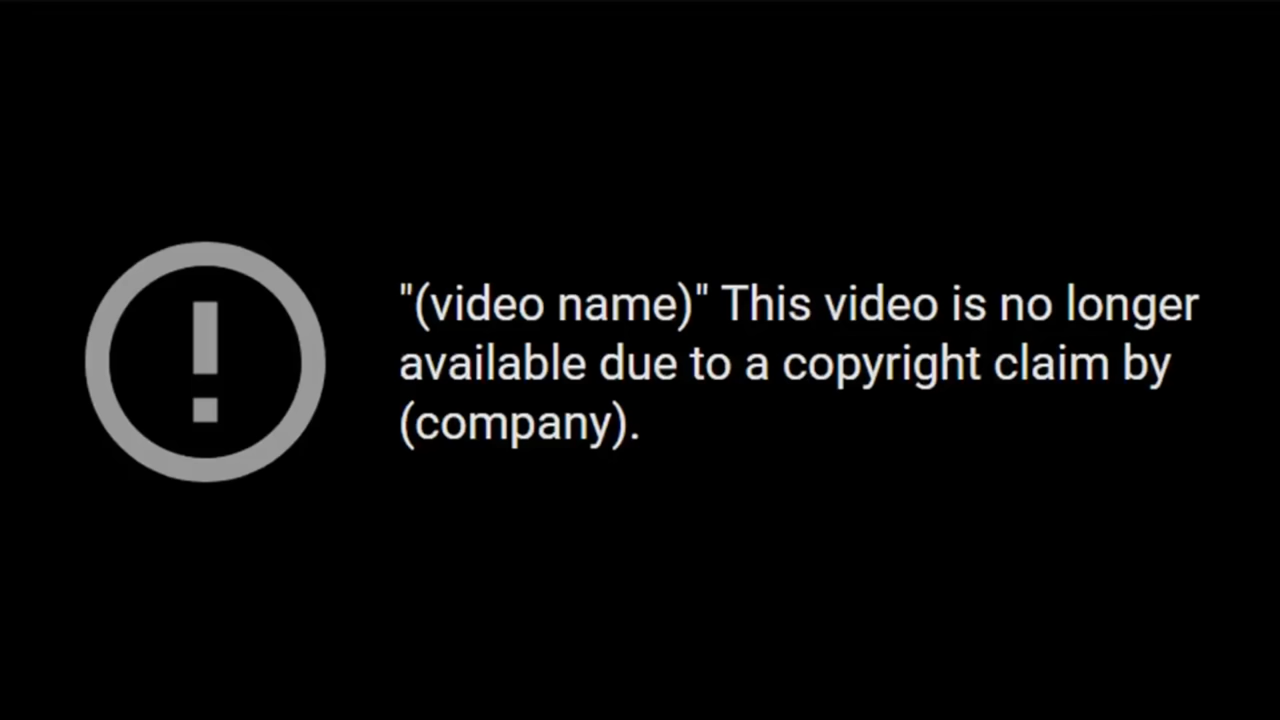 "(video name)" This video is no longer
available due to a copyright claim by
(company).